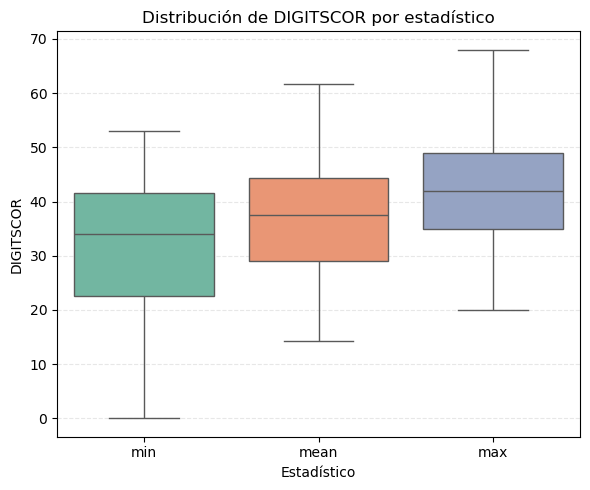 Distribución de DIGITSCOR por estadístico
DIGITSCOR
70
60
50
40
30
20
10
0
min
mean
max
Estadístico